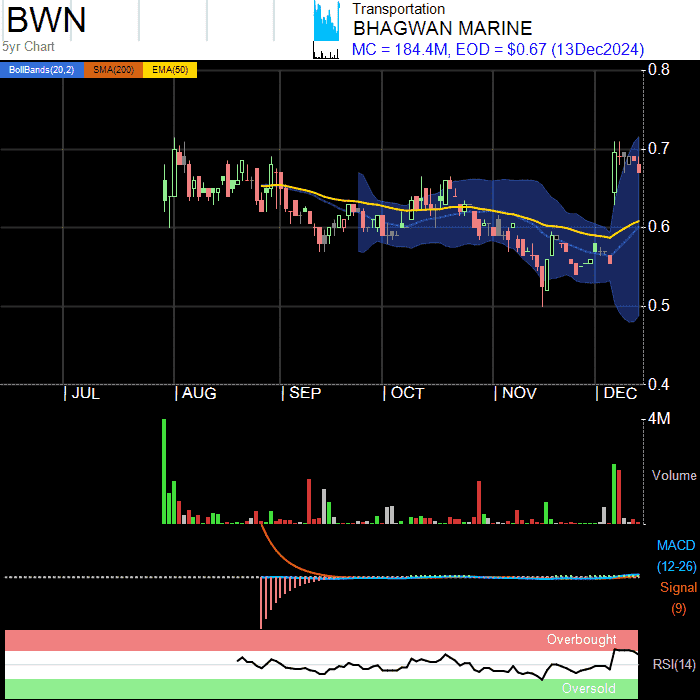 BWN
5yr Chart
Transportation
BHAGWAN MARINE
MC = 184.4M, EOD = $0.67 (13Dec2024)
BollBands(20,2) SMA(200) EMA(50)
0.8
0.7
0.6
0.5
0.4
JUL AUG SEP OCT NOV DEC
4M
Volume
MACD
(12-26)
Signal
(9)
Overbought
RSI(14)
Oversold